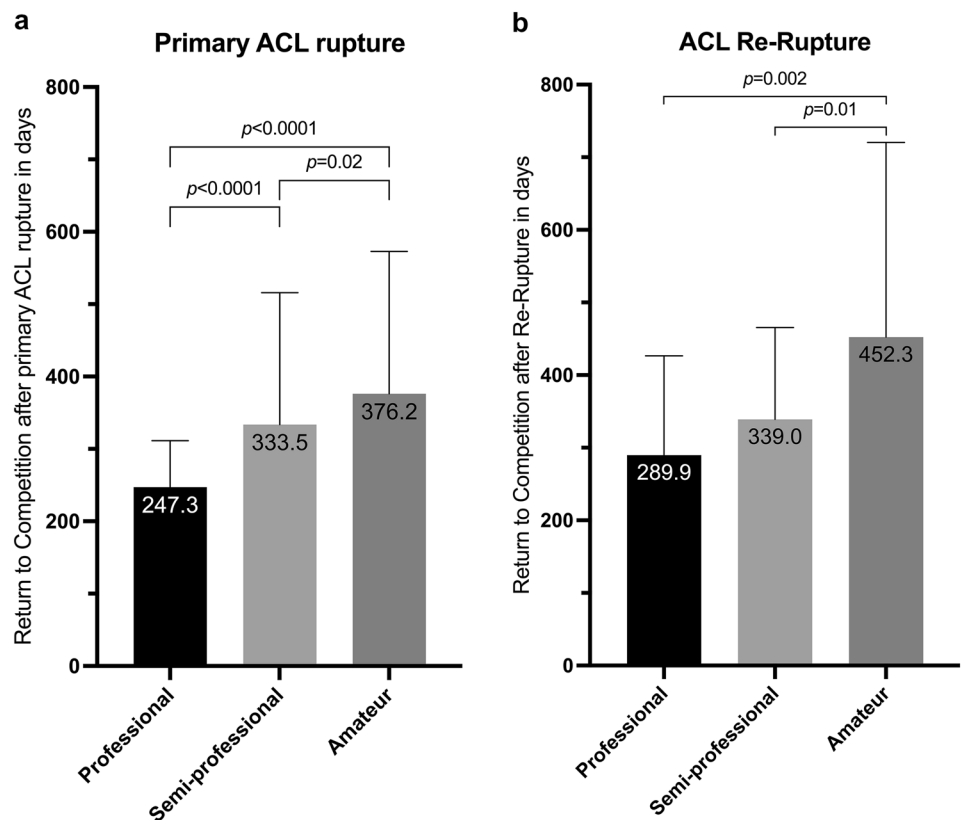 a
Primary ACL rupture
Return to Competition after primary ACL rupture in days
800
600
400
200
0
p<0.0001
p<0.0001
p=0.02
247.3
333.5
376.2
Professional
Semi-professional
Amateur
b
ACL Re-Rupture
Return to Competition after Re-Rupture in days
800
600
400
200
0
p=0.002
p=0.01
289.9
339.0
452.3
Professional
Semi-professional
Amateur